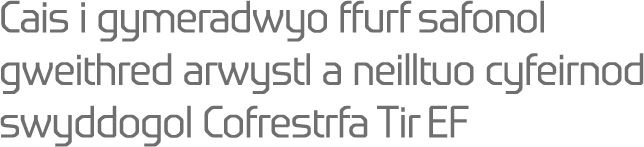 Cais i gymeradwyo ffurf safonol
gweithred arwystl a neilltuo cyfeirnod
swyddogol Cofrestrfa Tir EF